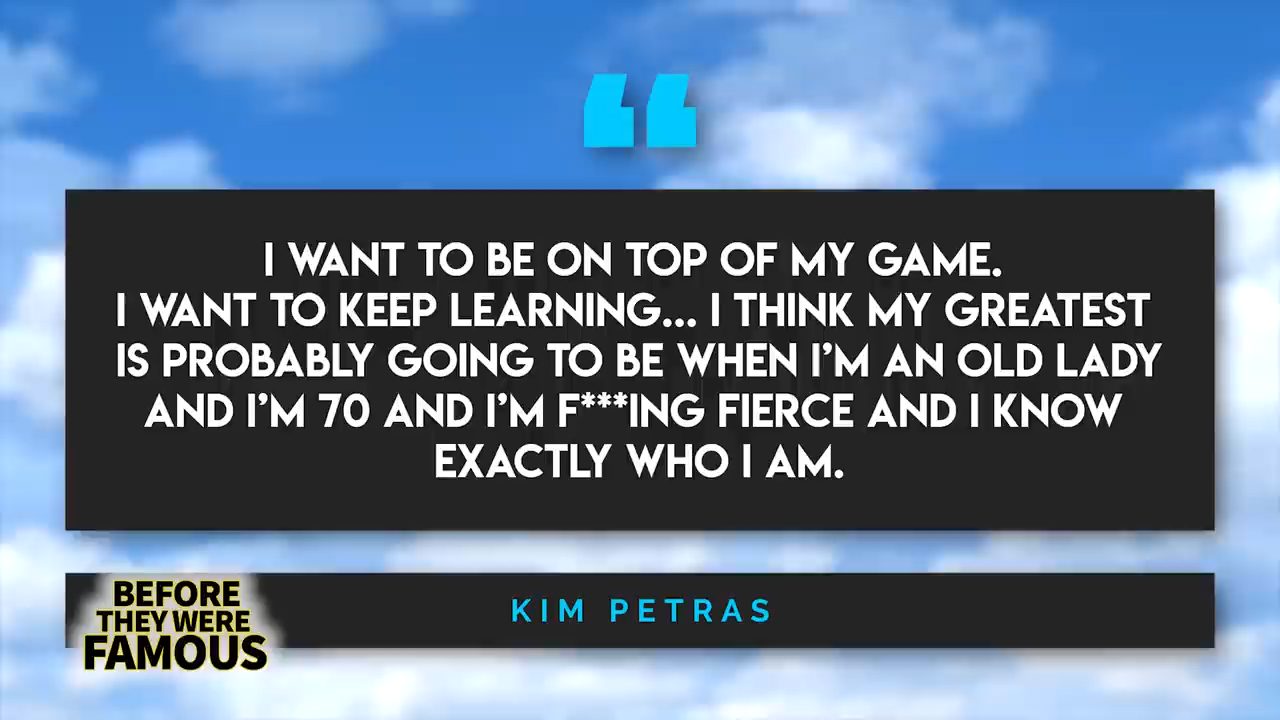 “
I WANT TO BE ON TOP OF MY GAME.
I WANT TO KEEP LEARNING... I THINK MY GREATEST
IS PROBABLY GOING TO BE WHEN I’M AN OLD LADY
AND I’M 70 AND I’M F***ING FIERCE AND I KNOW
EXACTLY WHO I AM.
KIM PETRAS
BEFORE
THEY WERE
FAMOUS